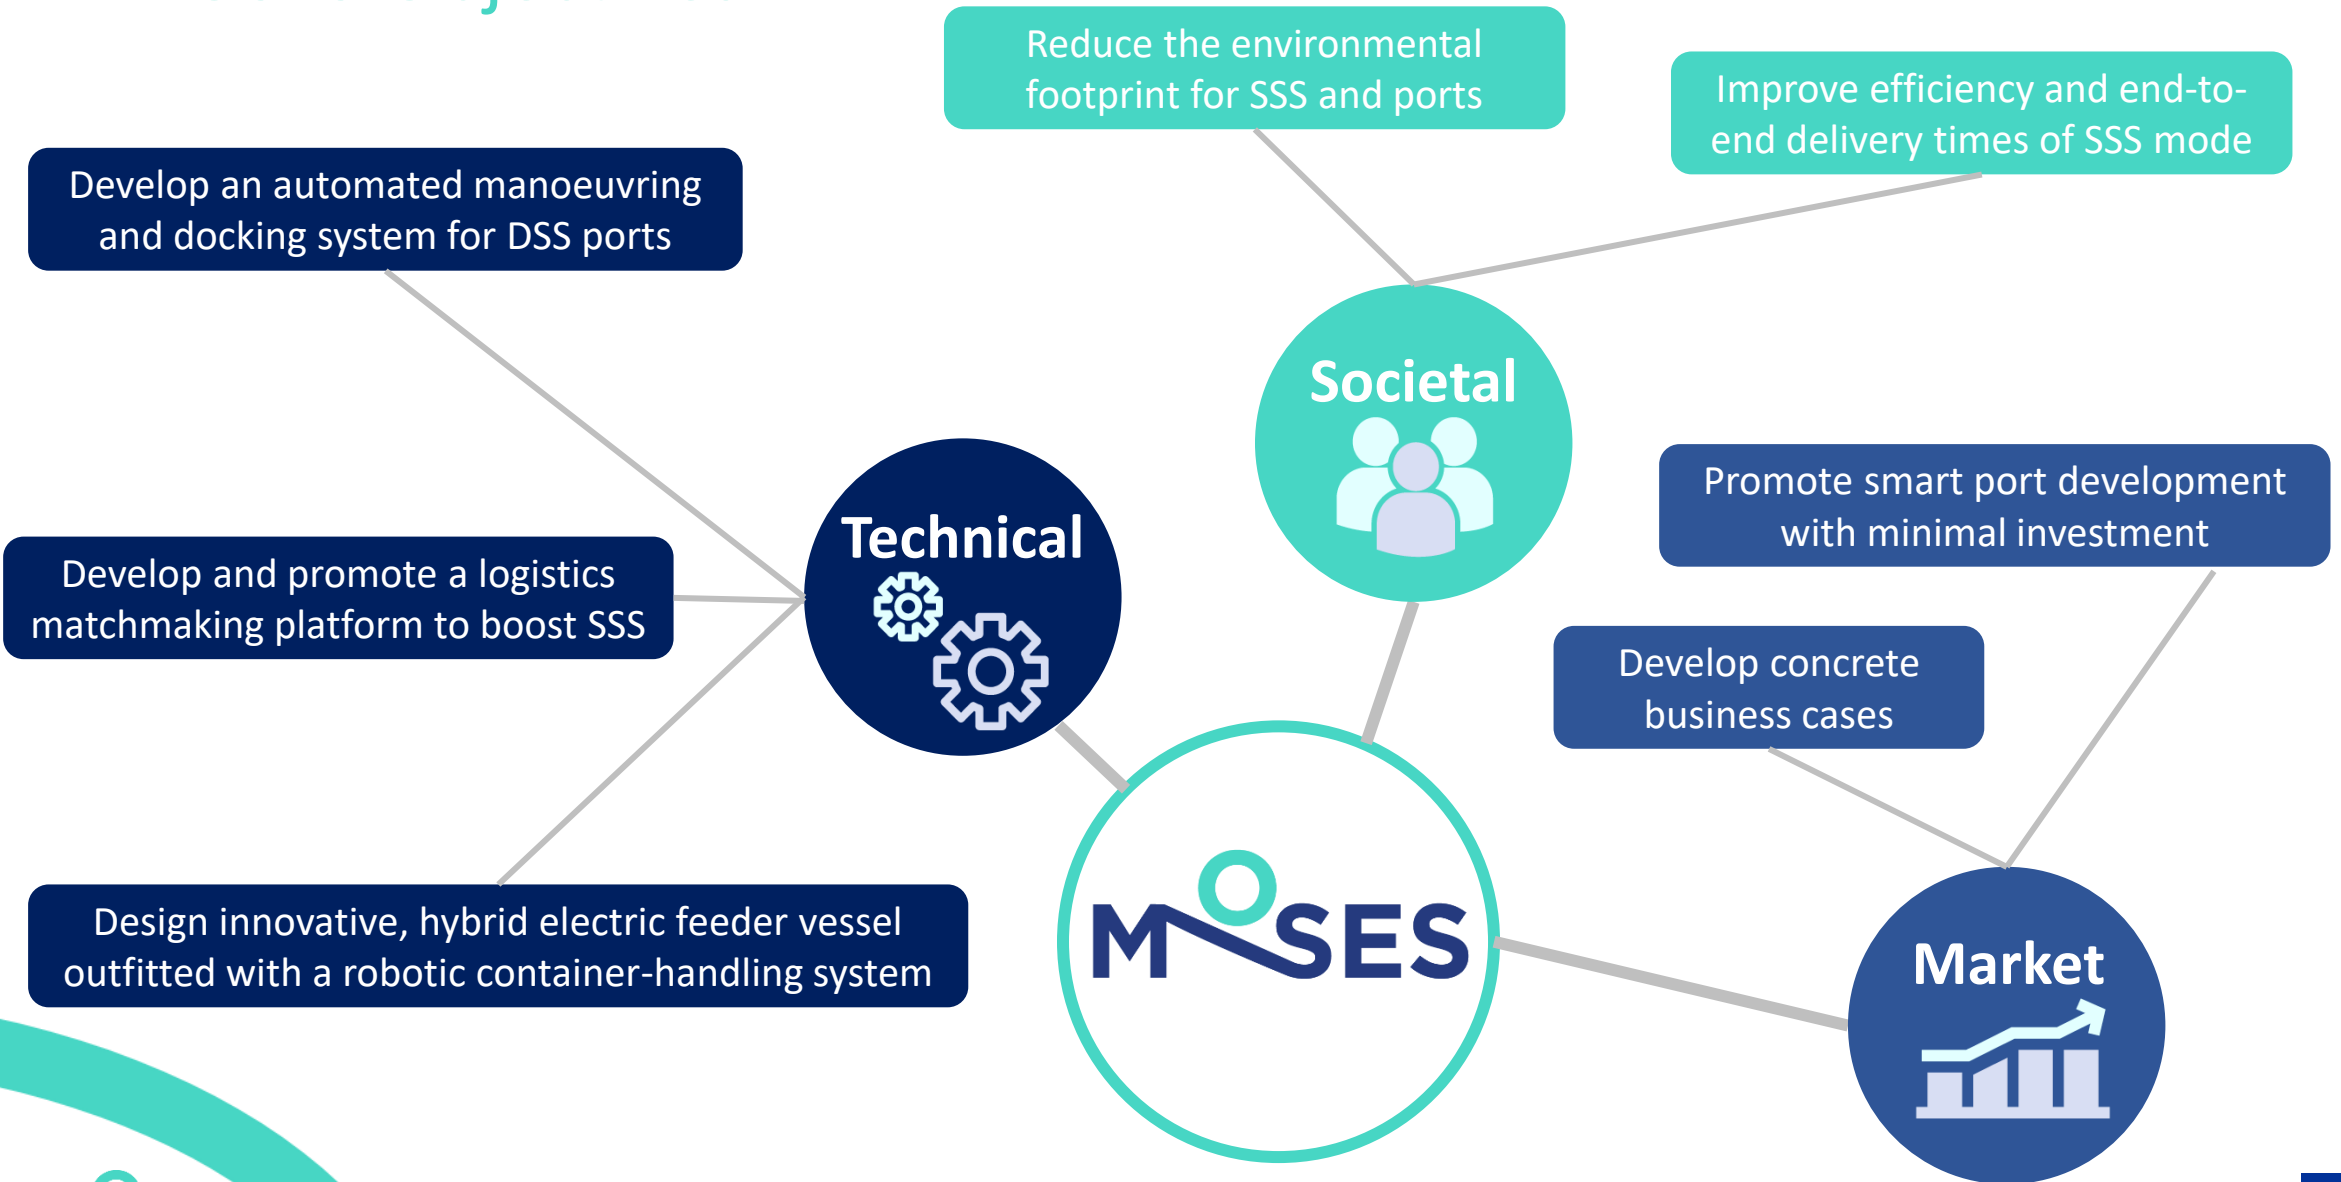 Reduce the environmental
footprint for SSS and ports
Improve efficiency and end-to-
end delivery times of SSS mode
Develop an automated manoeuvring
and docking system for DSS ports
Societal
Promote smart port development
with minimal investment
Technical
Develop and promote a logistics
matchmaking platform to boost SSS
Develop concrete
business cases
Design innovative, hybrid electric feeder vessel
outfitted with a robotic container-handling system
MOSES
Market